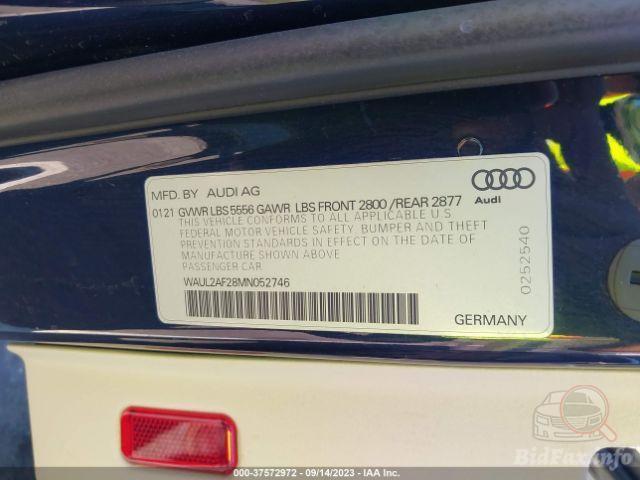 MFD. BY AUDI AG
Audi
0121 GVWR LBS 5556 GAWR LBS FRONT 2800 / REAR 2877
THIS VEHICLE CONFORMS TO ALL APPLICABLE U.S
FEDERAL MOTOR VEHICLE SAFETY, BUMPER AND THEFT
PREVENTION STANDARDS IN EFFECT ON THE DATE OF
MANUFACTURE SHOWN ABOVE
PASSENGER CAR
WAUL2AF28MN052746
GERMANY
0252540
BidFax.info
000-37572972 - 09/14/2023 - IAA Inc.